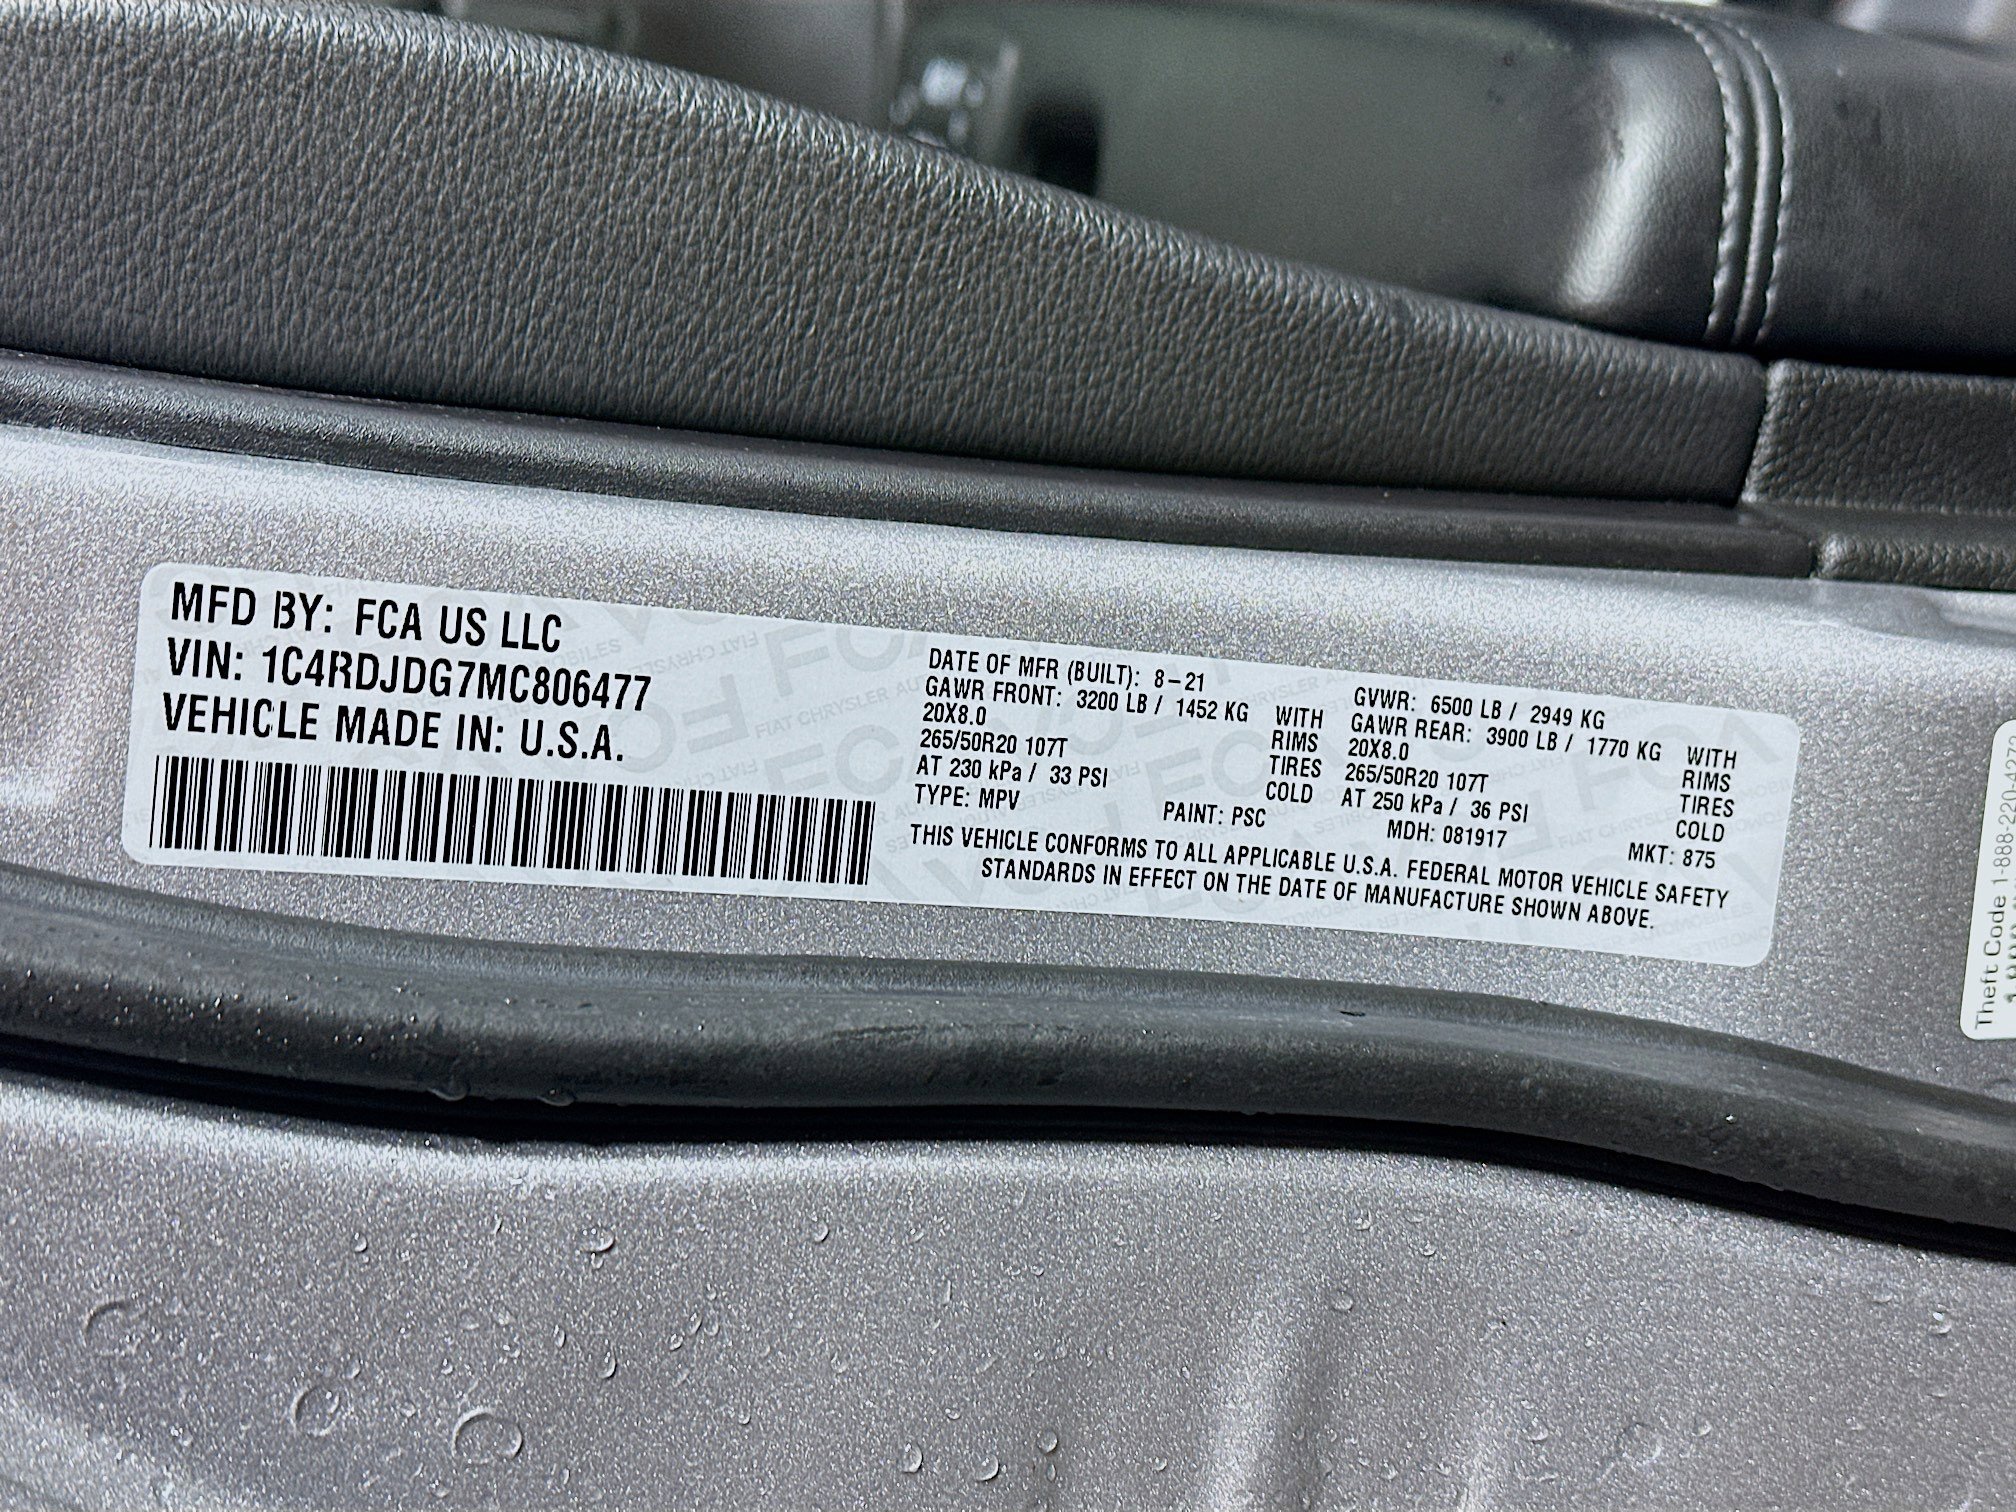 MFD BY: FCA US LLC
VIN: 1C4RDJDG7MC806477
VEHICLE MADE IN: U.S.A.
DATE OF MFR (BUILT): 8-21
GAWR FRONT: 3200 LB / 1452 KG WITH
20X8.0 RIMS
265/50R20 107T TIRES
AT 230 kPa / 33 PSI COLD
TYPE: MPV PAINT: PSC
GVWR: 6500 LB / 2949 KG
GAWR REAR: 3900 LB / 1770 KG WITH
20X8.0 RIMS
265/50R20 107T TIRES
AT 250 kPa / 36 PSI COLD
MDH: 081917 MKT: 875
THIS VEHICLE CONFORMS TO ALL APPLICABLE U.S.A. FEDERAL MOTOR VEHICLE SAFETY
STANDARDS IN EFFECT ON THE DATE OF MANUFACTURE SHOWN ABOVE.
Theft Code 1-888-220-4272